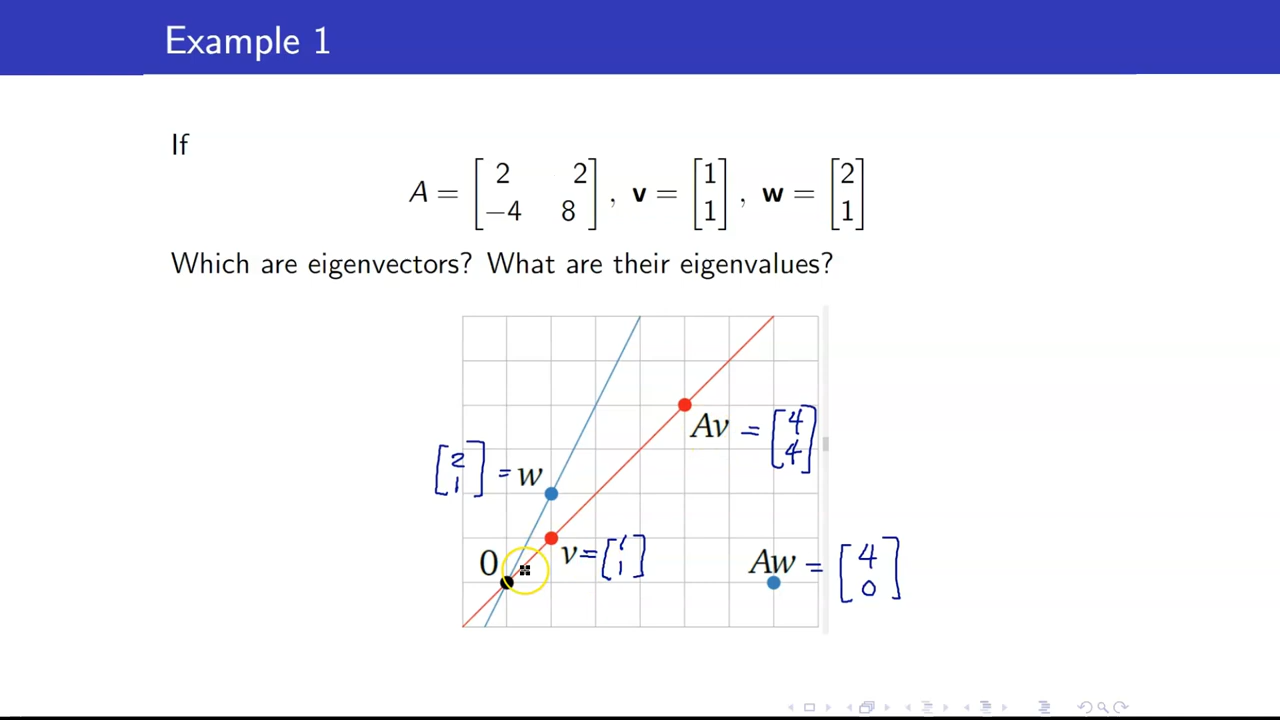 Example 1
If
A = [2 2; −4 8], v = [1; 1], w = [2; 1]
Which are eigenvectors? What are their eigenvalues?
Av = [4; 4]
[2; 1] = w
0
v = [1; 1]
Aw = [4; 0]